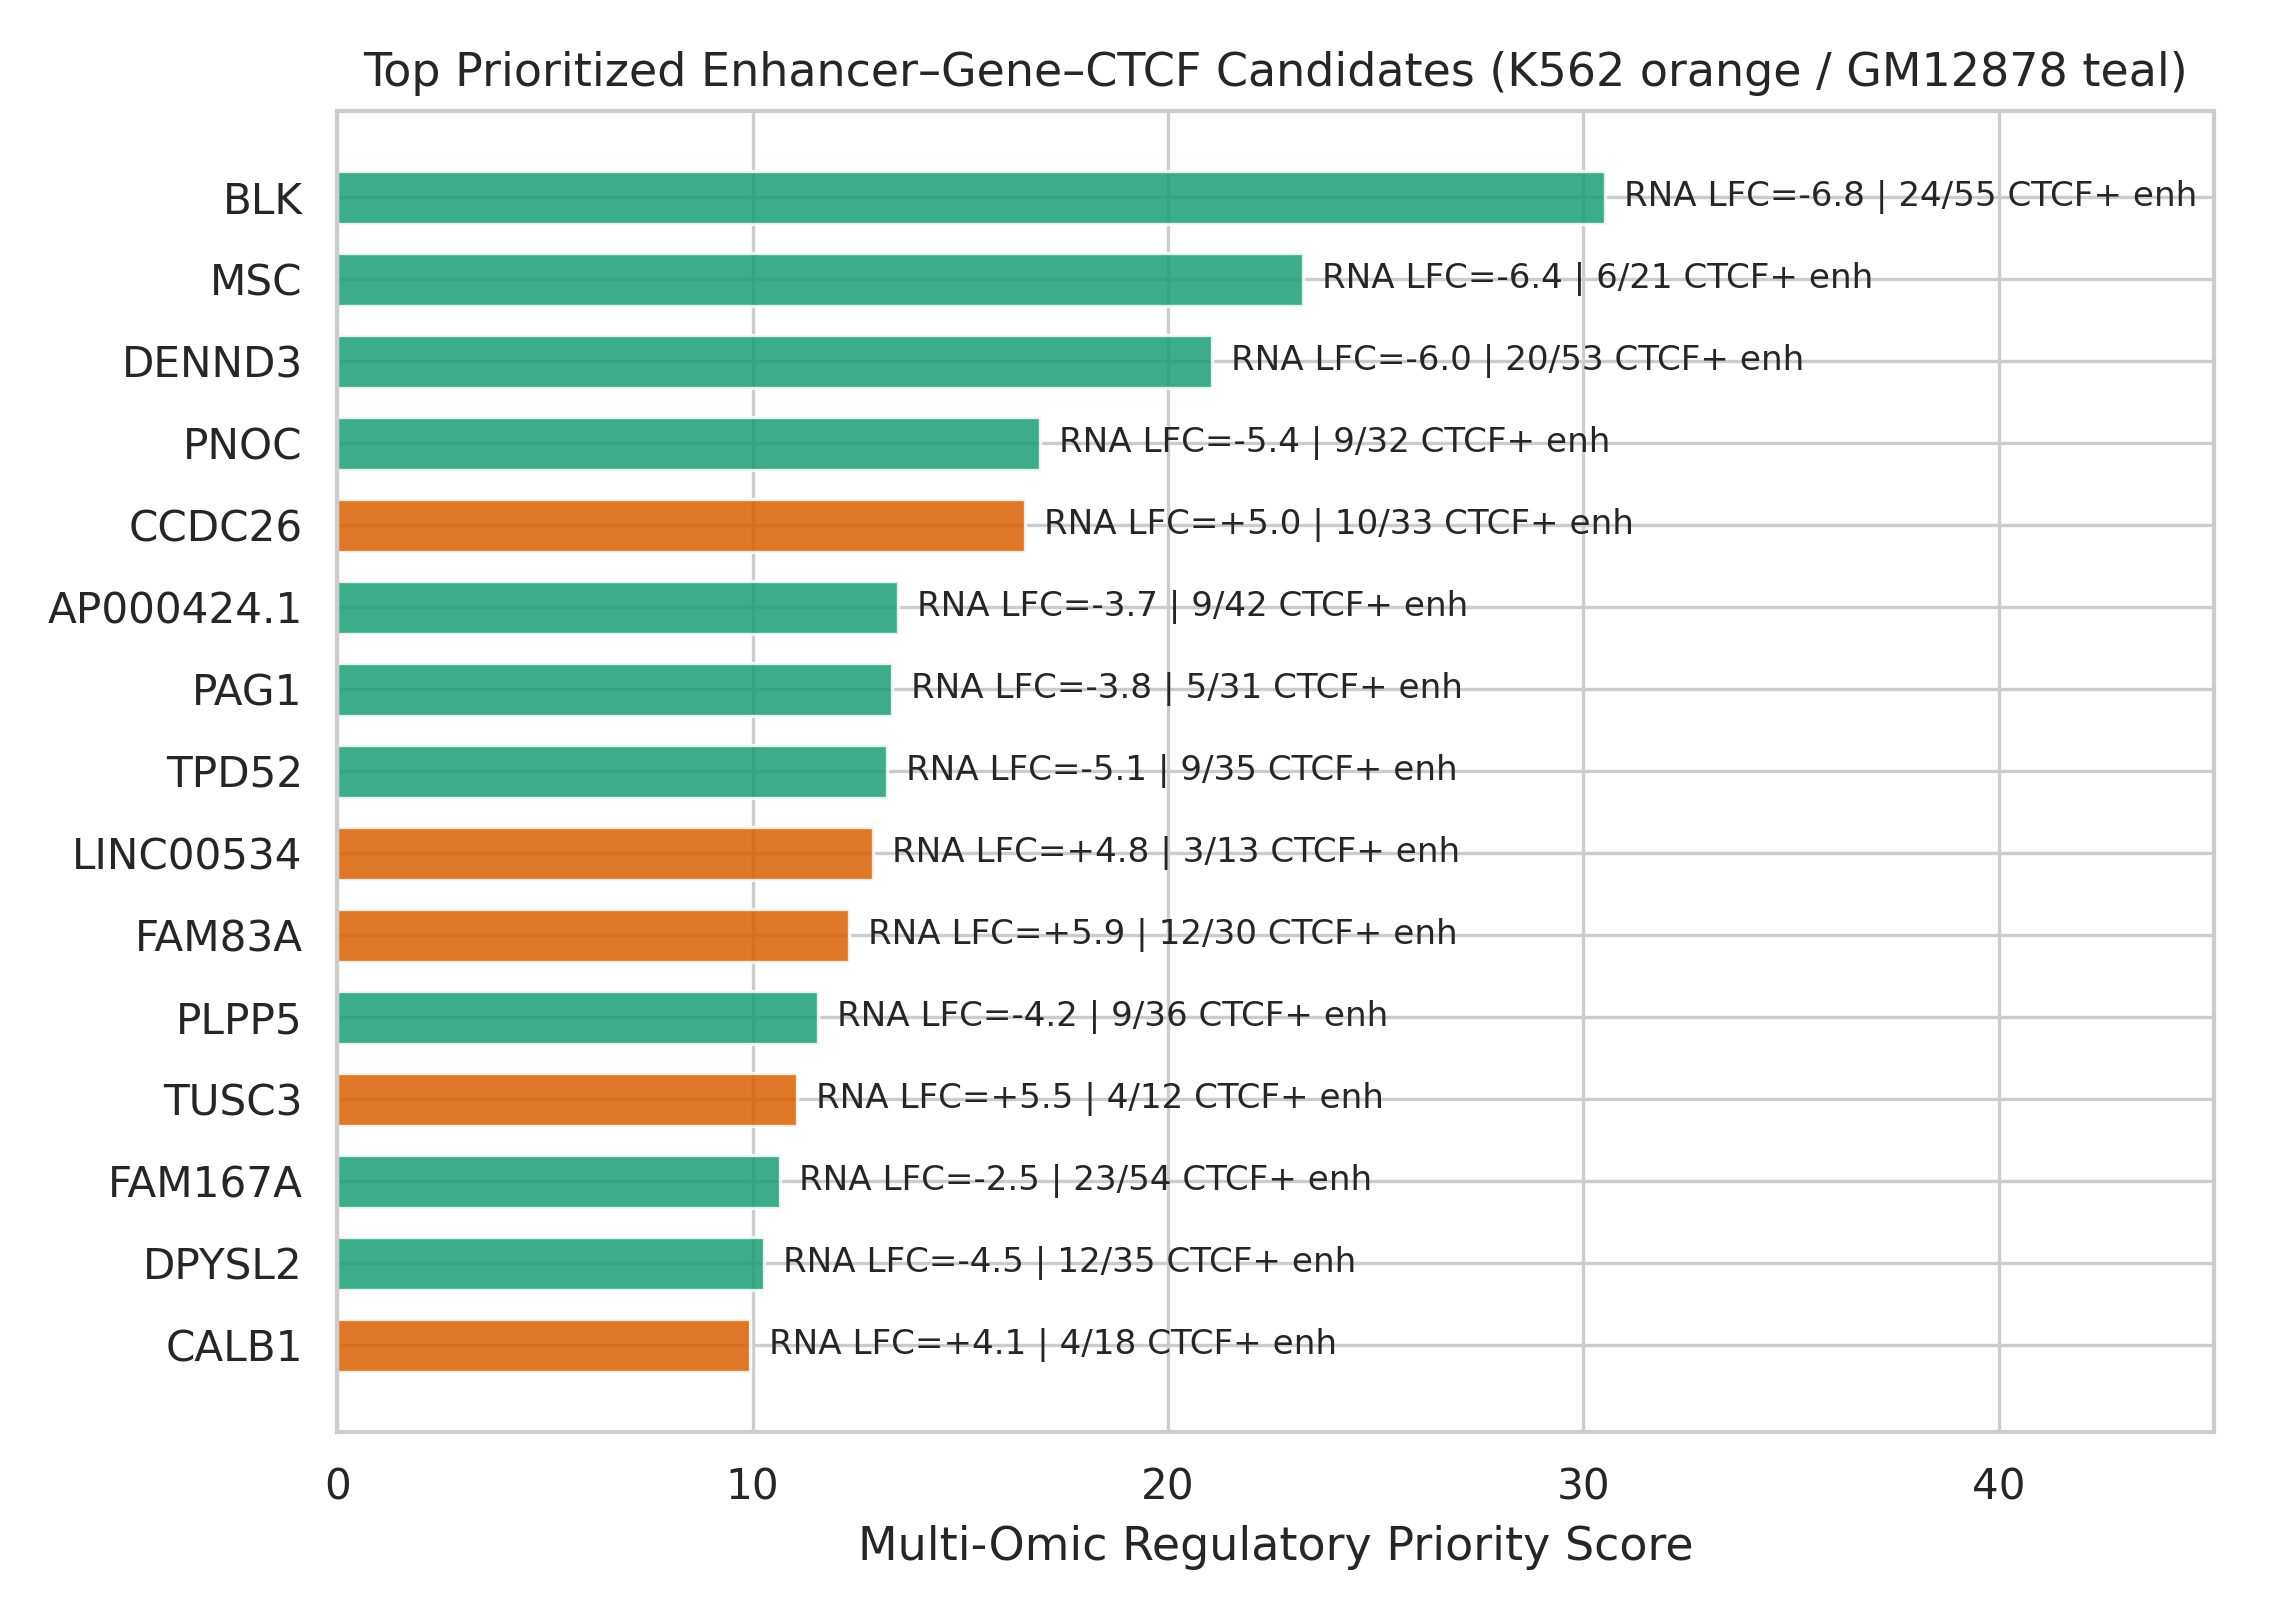 Top Prioritized Enhancer–Gene–CTCF Candidates (K562 orange / GM12878 teal)
BLK RNA LFC=-6.8 | 24/55 CTCF+ enh
MSC RNA LFC=-6.4 | 6/21 CTCF+ enh
DENND3 RNA LFC=-6.0 | 20/53 CTCF+ enh
PNOC RNA LFC=-5.4 | 9/32 CTCF+ enh
CCDC26 RNA LFC=+5.0 | 10/33 CTCF+ enh
AP000424.1 RNA LFC=-3.7 | 9/42 CTCF+ enh
PAG1 RNA LFC=-3.8 | 5/31 CTCF+ enh
TPD52 RNA LFC=-5.1 | 9/35 CTCF+ enh
LINC00534 RNA LFC=+4.8 | 3/13 CTCF+ enh
FAM83A RNA LFC=+5.9 | 12/30 CTCF+ enh
PLPP5 RNA LFC=-4.2 | 9/36 CTCF+ enh
TUSC3 RNA LFC=+5.5 | 4/12 CTCF+ enh
FAM167A RNA LFC=-2.5 | 23/54 CTCF+ enh
DPYSL2 RNA LFC=-4.5 | 12/35 CTCF+ enh
CALB1 RNA LFC=+4.1 | 4/18 CTCF+ enh
0 10 20 30 40
Multi-Omic Regulatory Priority Score